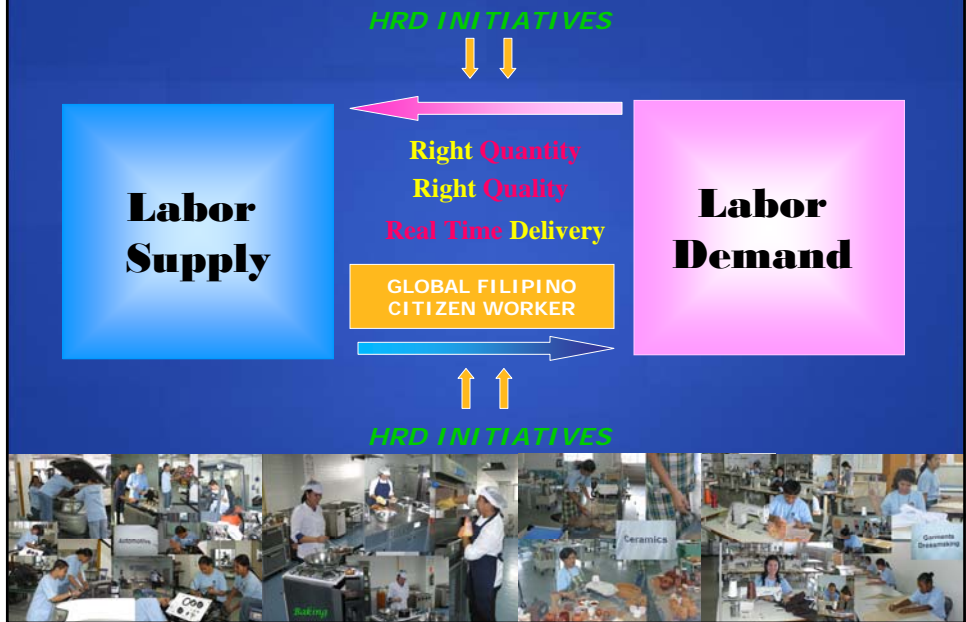 HRD INITIATIVES
Right Quantity
Right Quality
Real Time Delivery
Labor
Supply
Labor
Demand
GLOBAL FILIPINO
CITIZEN WORKER
HRD INITIATIVES
Automotive
Baking
Ceramics
Garments
Dressmaking